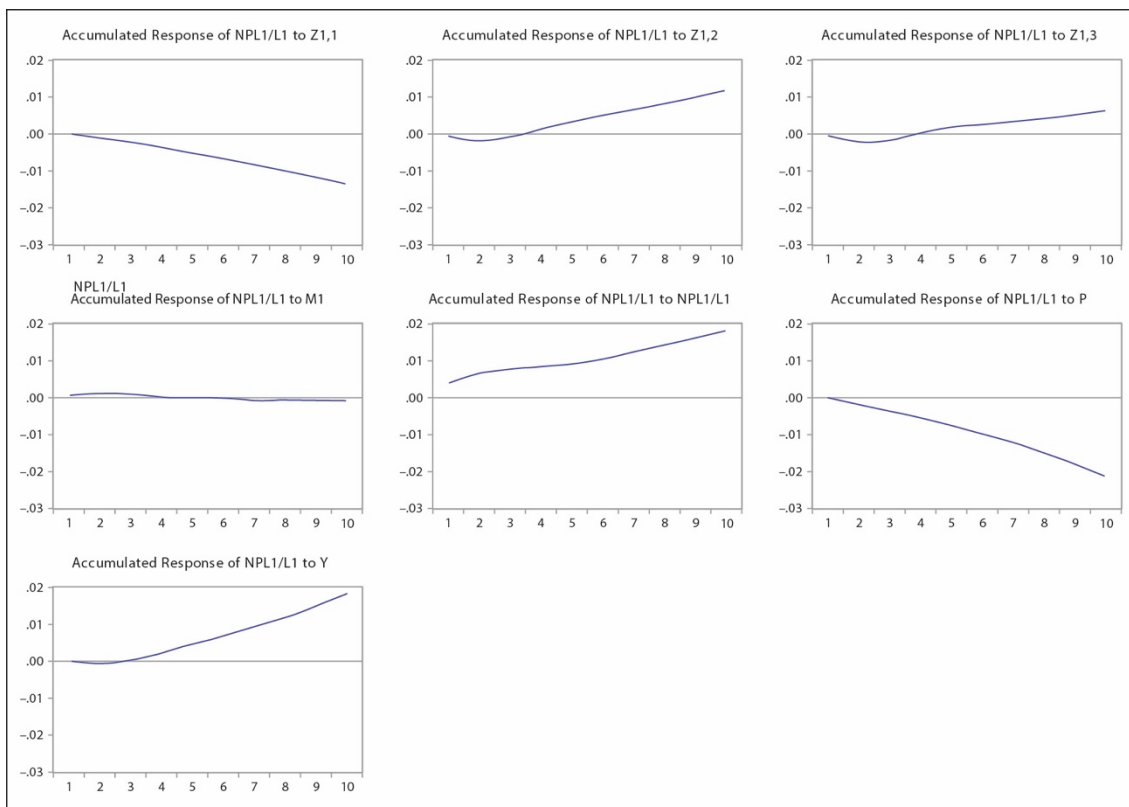 Accumulated Response of NPL1/L1 to Z1,1
.02
.01
.00
–.01
–.02
–.03
1 2 3 4 5 6 7 8 9 10
Accumulated Response of NPL1/L1 to Z1,2
.02
.01
.00
–.01
–.02
–.03
1 2 3 4 5 6 7 8 9 10
Accumulated Response of NPL1/L1 to Z1,3
.02
.01
.00
–.01
–.02
–.03
1 2 3 4 5 6 7 8 9 10
NPL1/L1
Accumulated Response of NPL1/L1 to M1
.02
.01
.00
–.01
–.02
–.03
1 2 3 4 5 6 7 8 9 10
Accumulated Response of NPL1/L1 to NPL1/L1
.02
.01
.00
–.01
–.02
–.03
1 2 3 4 5 6 7 8 9 10
Accumulated Response of NPL1/L1 to P
.02
.01
.00
–.01
–.02
–.03
1 2 3 4 5 6 7 8 9 10
Accumulated Response of NPL1/L1 to Y
.02
.01
.00
–.01
–.02
–.03
1 2 3 4 5 6 7 8 9 10